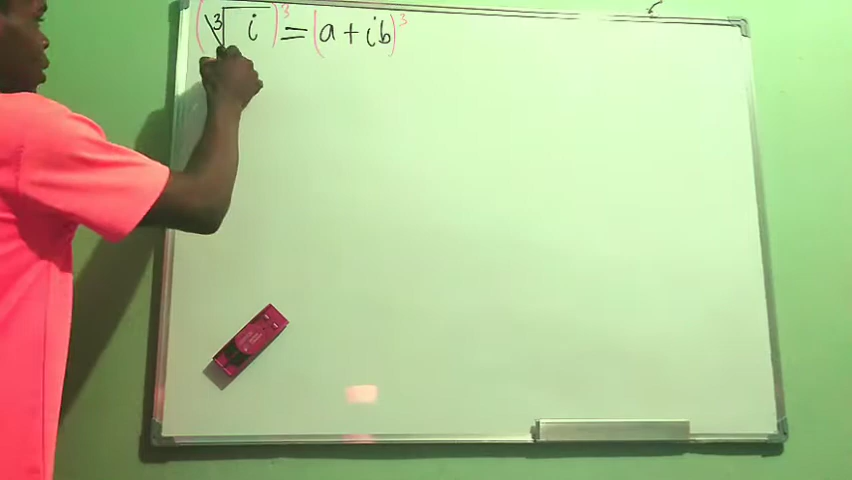 (∛i)³ = (a + ib)³